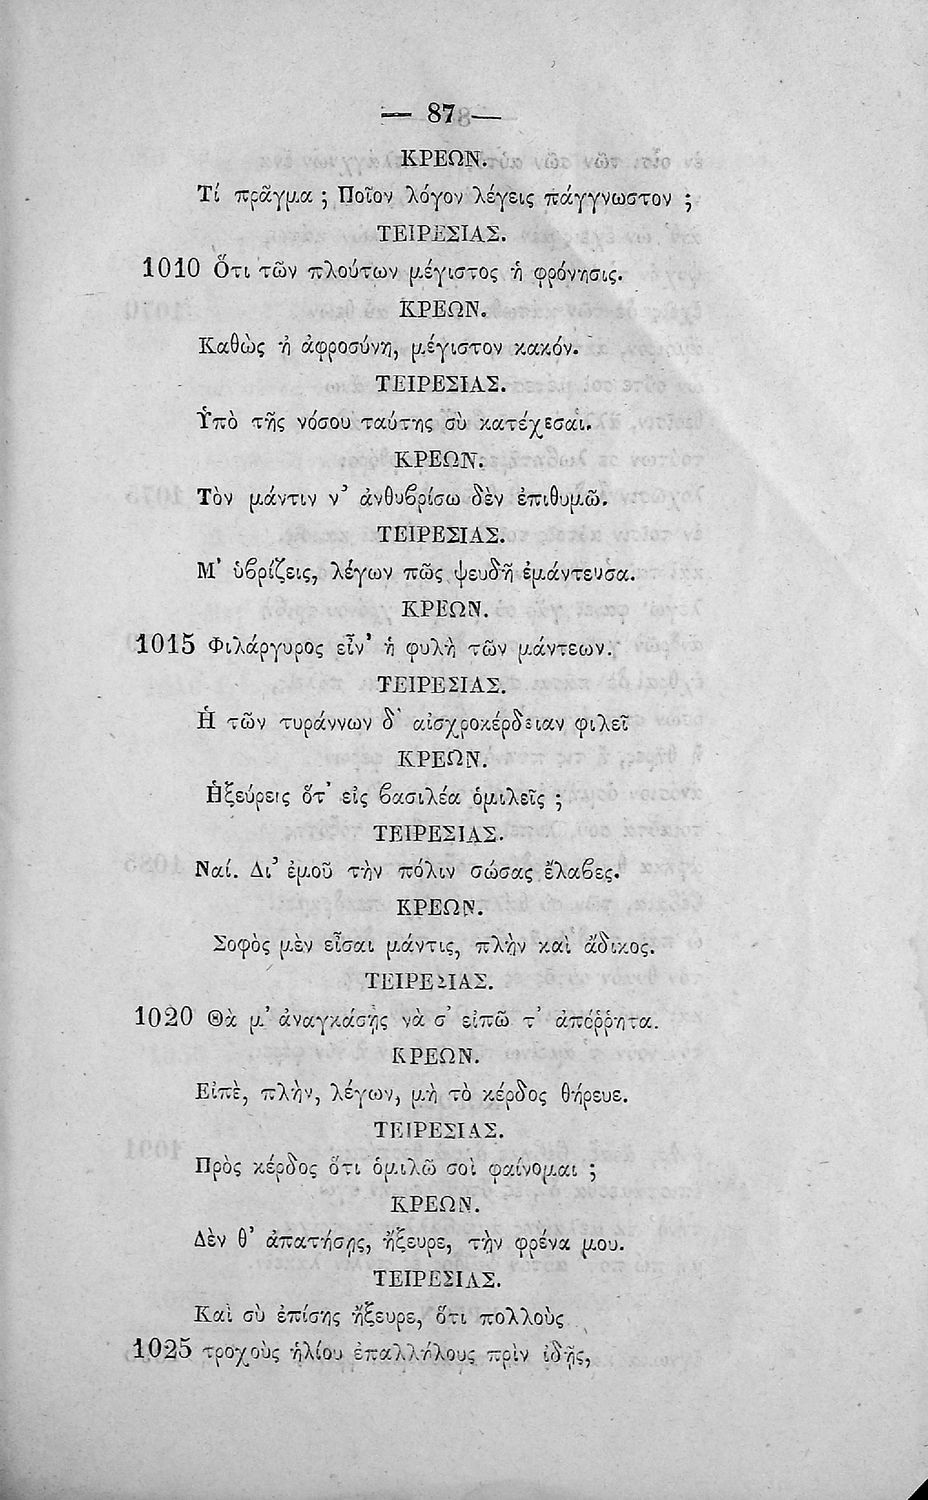 — 87 —
ΚΡΕΩΝ.
Τί πρᾶγμα ; Ποῖον λόγον λέγεις πάγγνωστον ;
ΤΕΙΡΕΣΙΑΣ.
1010 Ὅτι τῶν πλούτων μέγιστος ἡ φρόνησις.
ΚΡΕΩΝ.
Καθὼς ἡ ἀφροσύνη, μέγιστον κακόν.
ΤΕΙΡΕΣΙΑΣ.
Ὑπὸ τῆς νόσου ταύτης σὺ κατέχεσαι.
ΚΡΕΩΝ.
Τὸν μάντιν ν᾽ ἀνθυβρίσω δὲν ἐπιθυμῶ.
ΤΕΙΡΕΣΙΑΣ.
Μ᾽ ὑβρίζεις, λέγων πῶς ψευδῆ ἐμάντευσα.
ΚΡΕΩΝ.
1015 Φιλάργυρος εἶν᾽ ἡ φυλὴ τῶν μάντεων.
ΤΕΙΡΕΣΙΑΣ.
Ἡ τῶν τυράννων δ᾽ αἰσχροκέρδειαν φιλεῖ
ΚΡΕΩΝ.
Ἠξεύρεις ὅτ᾽ εἰς βασιλέα ὁμιλεῖς ;
ΤΕΙΡΕΣΙΑΣ.
Ναί. Δι᾽ ἐμοῦ τὴν πόλιν σώσας ἔλαβες.
ΚΡΕΩΝ.
Σοφὸς μὲν εἶσαι μάντις, πλὴν καὶ ἄδικος.
ΤΕΙΡΕΣΙΑΣ.
1020 Θὰ μ᾽ ἀναγκάσῃς νὰ σ᾽ εἰπῶ τ᾽ ἀπόῤῥητα.
ΚΡΕΩΝ.
Εἰπὲ, πλὴν, λέγων, μὴ τὸ κέρδος θήρευε.
ΤΕΙΡΕΣΙΑΣ.
Πρὸς κέρδος ὅτι ὁμιλῶ σοὶ φαίνομαι ;
ΚΡΕΩΝ.
Δὲν θ᾽ ἀπατήσῃς, ἤξευρε, τὴν φρένα μου.
ΤΕΙΡΕΣΙΑΣ.
Καὶ σὺ ἐπίσης ἤξευρε, ὅτι πολλοὺς
1025 τροχοὺς ἡλίου ἐπαλλήλους πρὶν ἰδῇς,